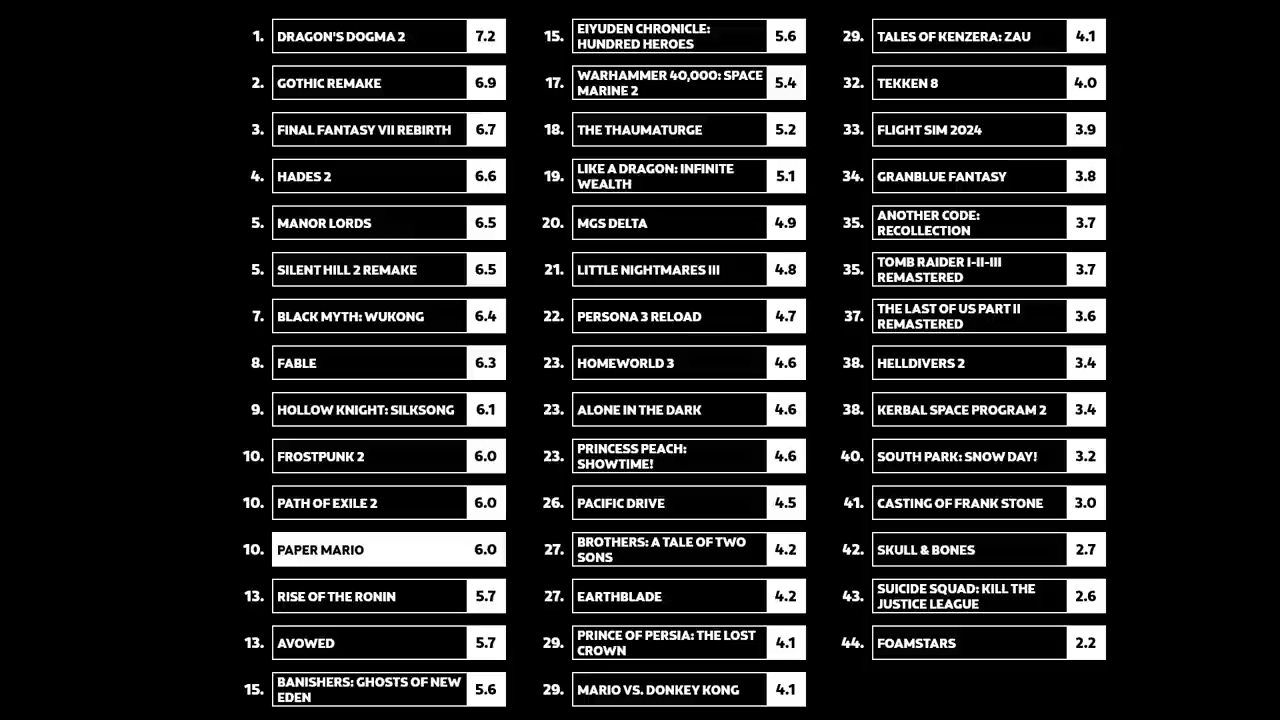 1. DRAGON'S DOGMA 2 7.2
2. GOTHIC REMAKE 6.9
3. FINAL FANTASY VII REBIRTH 6.7
4. HADES 2 6.6
5. MANOR LORDS 6.5
5. SILENT HILL 2 REMAKE 6.5
7. BLACK MYTH: WUKONG 6.4
8. FABLE 6.3
9. HOLLOW KNIGHT: SILKSONG 6.1
10. FROSTPUNK 2 6.0
10. PATH OF EXILE 2 6.0
10. PAPER MARIO 6.0
13. RISE OF THE RONIN 5.7
13. AVOWED 5.7
15. BANISHERS: GHOSTS OF NEW
EDEN 5.6
15. EIYUDEN CHRONICLE:
HUNDRED HEROES 5.6
17. WARHAMMER 40,000: SPACE
MARINE 2 5.4
18. THE THAUMATURGE 5.2
19. LIKE A DRAGON: INFINITE
WEALTH 5.1
20. MGS DELTA 4.9
21. LITTLE NIGHTMARES III 4.8
22. PERSONA 3 RELOAD 4.7
23. HOMEWORLD 3 4.6
23. ALONE IN THE DARK 4.6
23. PRINCESS PEACH:
SHOWTIME! 4.6
26. PACIFIC DRIVE 4.5
27. BROTHERS: A TALE OF TWO
SONS 4.2
27. EARTHBLADE 4.2
29. PRINCE OF PERSIA: THE LOST
CROWN 4.1
29. MARIO VS. DONKEY KONG 4.1
29. TALES OF KENZERA: ZAU 4.1
32. TEKKEN 8 4.0
33. FLIGHT SIM 2024 3.9
34. GRANBLUE FANTASY 3.8
35. ANOTHER CODE:
RECOLLECTION 3.7
35. TOMB RAIDER I-II-III
REMASTERED 3.7
37. THE LAST OF US PART II
REMASTERED 3.6
38. HELLDIVERS 2 3.4
38. KERBAL SPACE PROGRAM 2 3.4
40. SOUTH PARK: SNOW DAY! 3.2
41. CASTING OF FRANK STONE 3.0
42. SKULL & BONES 2.7
43. SUICIDE SQUAD: KILL THE
JUSTICE LEAGUE 2.6
44. FOAMSTARS 2.2